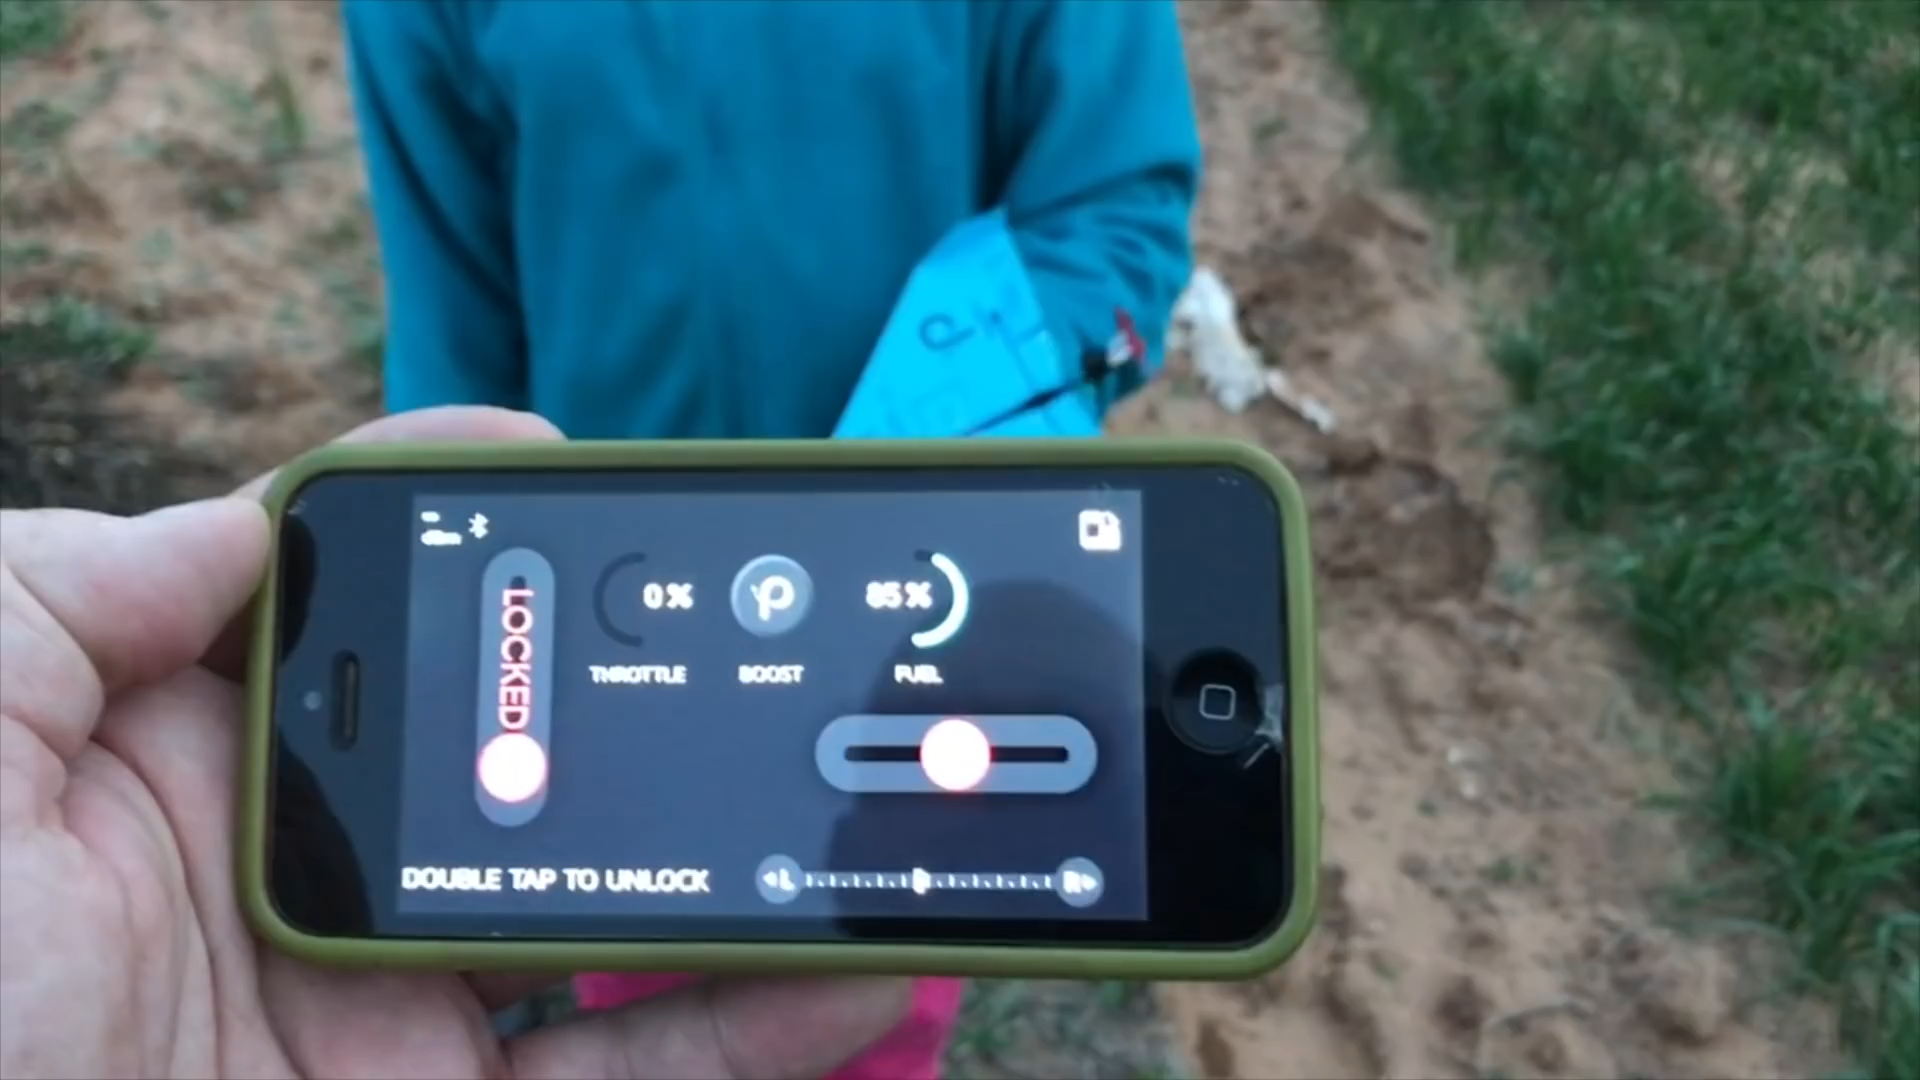 LOCKED
0%
85%
THROTTLE
BOOST
FUEL
DOUBLE TAP TO UNLOCK
L
R